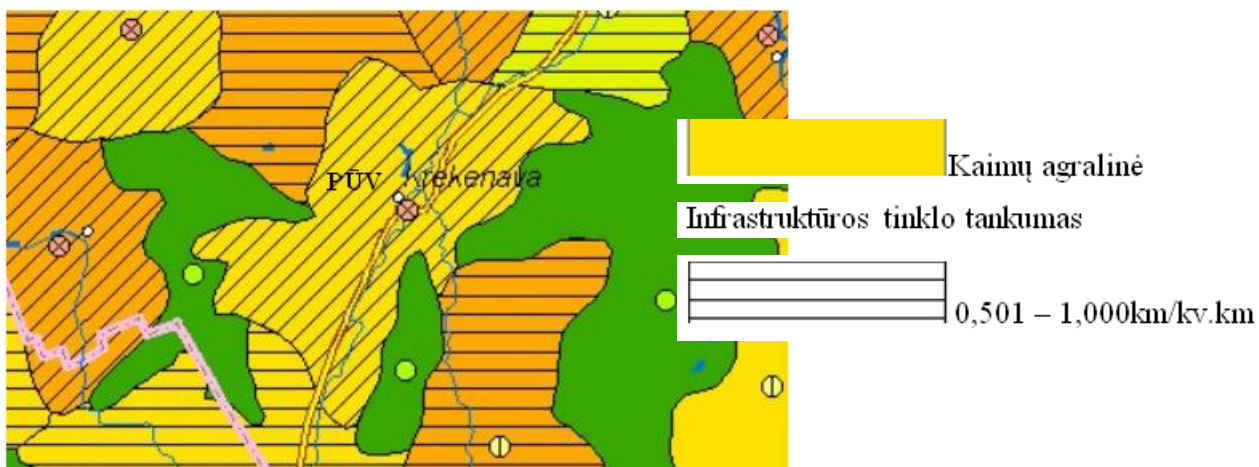 PŪV Krekenava
Kaimų agralinė
Infrastruktūros tinklo tankumas
0,501 – 1,000km/kv.km